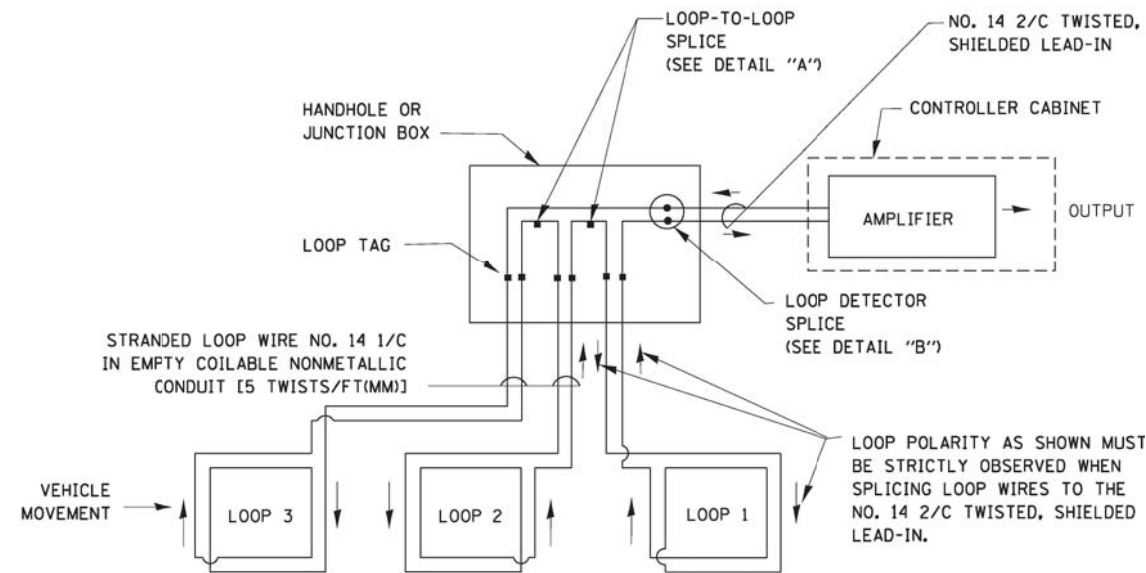 LOOP-TO-LOOP
SPLICE
(SEE DETAIL "A")
NO. 14 2/C TWISTED,
SHIELDED LEAD-IN
HANDHOLE OR
JUNCTION BOX
CONTROLLER CABINET
AMPLIFIER
OUTPUT
LOOP TAG
LOOP DETECTOR
SPLICE
(SEE DETAIL "B")
STRANDED LOOP WIRE NO. 14 1/C
IN EMPTY COILABLE NONMETALLIC
CONDUIT [5 TWISTS/FT(MM)]
LOOP POLARITY AS SHOWN MUST
BE STRICTLY OBSERVED WHEN
SPLICING LOOP WIRES TO THE
NO. 14 2/C TWISTED, SHIELDED
LEAD-IN.
VEHICLE
MOVEMENT
LOOP 3
LOOP 2
LOOP 1